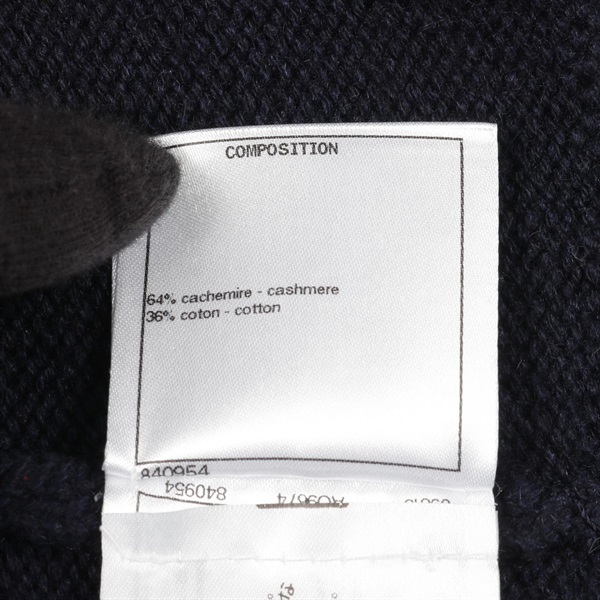 COMPOSITION
64% cachemire - cashmere
36% coton - cotton
840954
840954